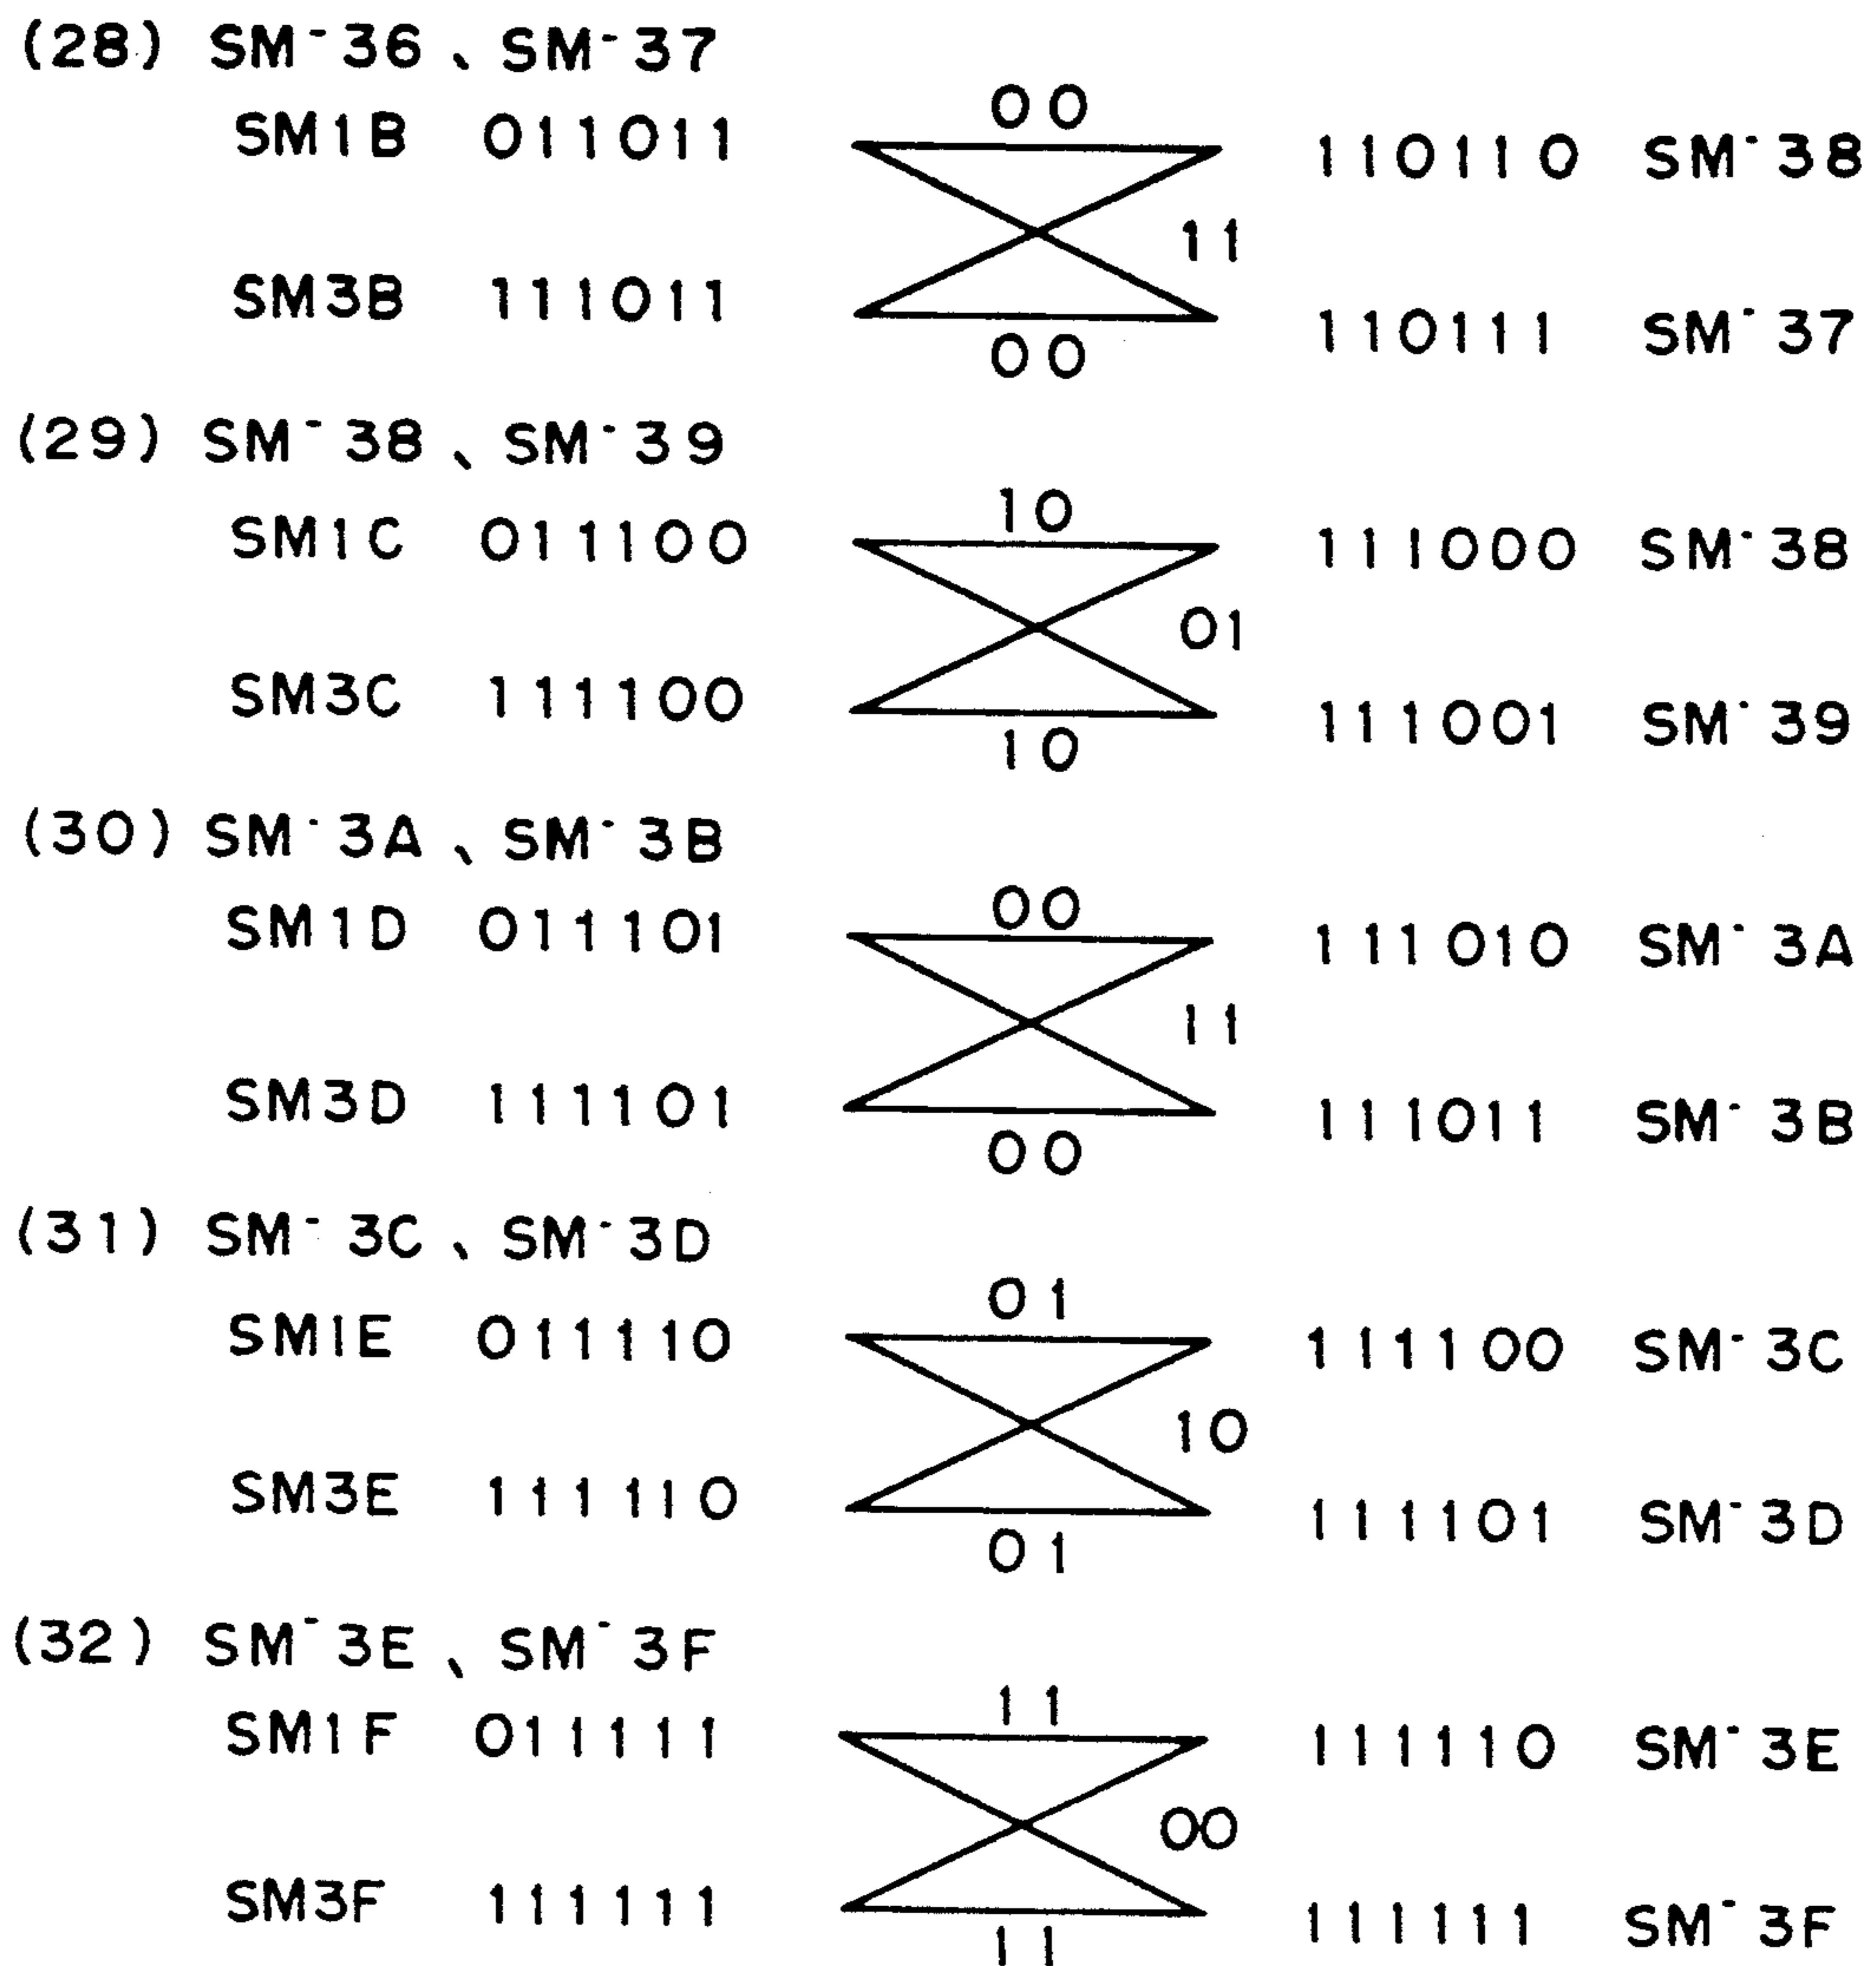 (28) SM⁻36、SM⁻37
00
SM1B 011011 110110 SM⁻38
11
SM3B 111011 110111 SM⁻37
00
(29) SM⁻38、SM⁻39
10
SM1C 011100 111000 SM⁻38
01
SM3C 111100 111001 SM⁻39
10
(30) SM⁻3A、SM⁻3B
00
SM1D 011101 111010 SM⁻3A
11
SM3D 111101 111011 SM⁻3B
00
(31) SM⁻3C、SM⁻3D
01
SM1E 011110 111100 SM⁻3C
10
SM3E 111110 111101 SM⁻3D
01
(32) SM⁻3E、SM⁻3F
11
SM1F 011111 111110 SM⁻3E
00
SM3F 111111 111111 SM⁻3F
11